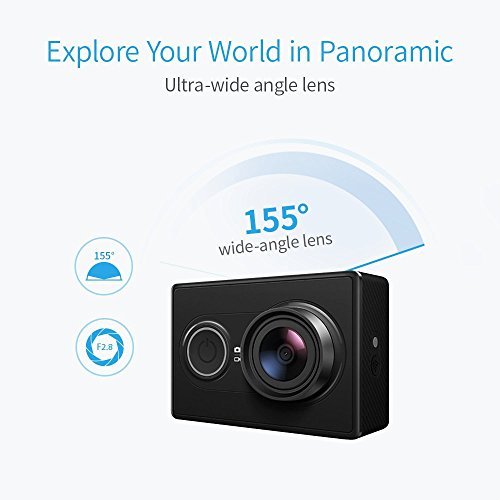 Explore Your World in Panoramic
Ultra-wide angle lens
155°
wide-angle lens
155°
F2.8